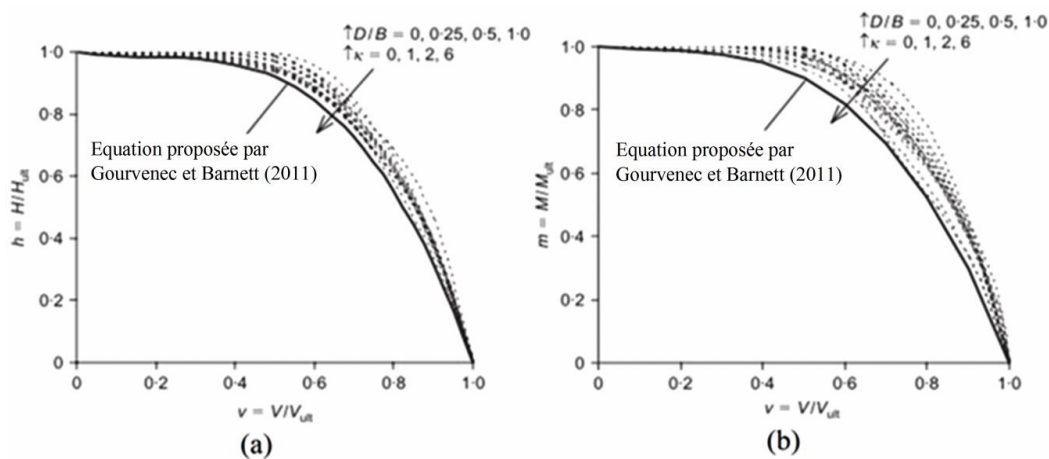 ↑D/B = 0, 0·25, 0·5, 1·0
↑κ = 0, 1, 2, 6
1·0
0·8
0·6
0·4
0·2
0
h = H/Hult
Equation proposée par
Gourvenec et Barnett (2011)
0 0·2 0·4 0·6 0·8 1·0
v = V/Vult
(a)
↑D/B = 0, 0·25, 0·5, 1·0
↑κ = 0, 1, 2, 6
1·0
0·8
0·6
0·4
0·2
0
m = M/Mult
Equation proposée par
Gourvenec et Barnett (2011)
0 0·2 0·4 0·6 0·8 1·0
v = V/Vult
(b)